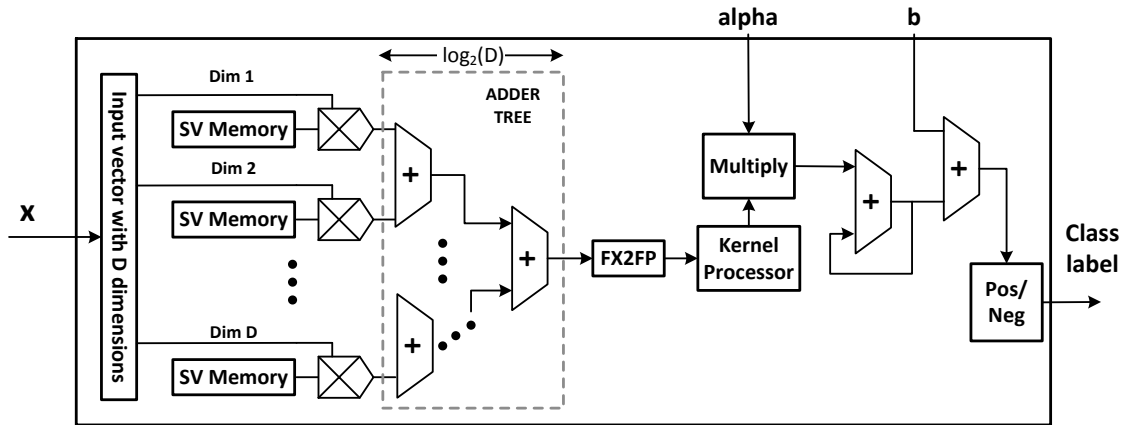 alpha
b
log₂(D)
Dim 1
ADDER
TREE
SV Memory
+
Dim 2
Multiply
+
+
x
Input vector with D dimensions
SV Memory
+
FX2FP
Kernel
Processor
Class
label
Pos/
Neg
Dim D
+
SV Memory